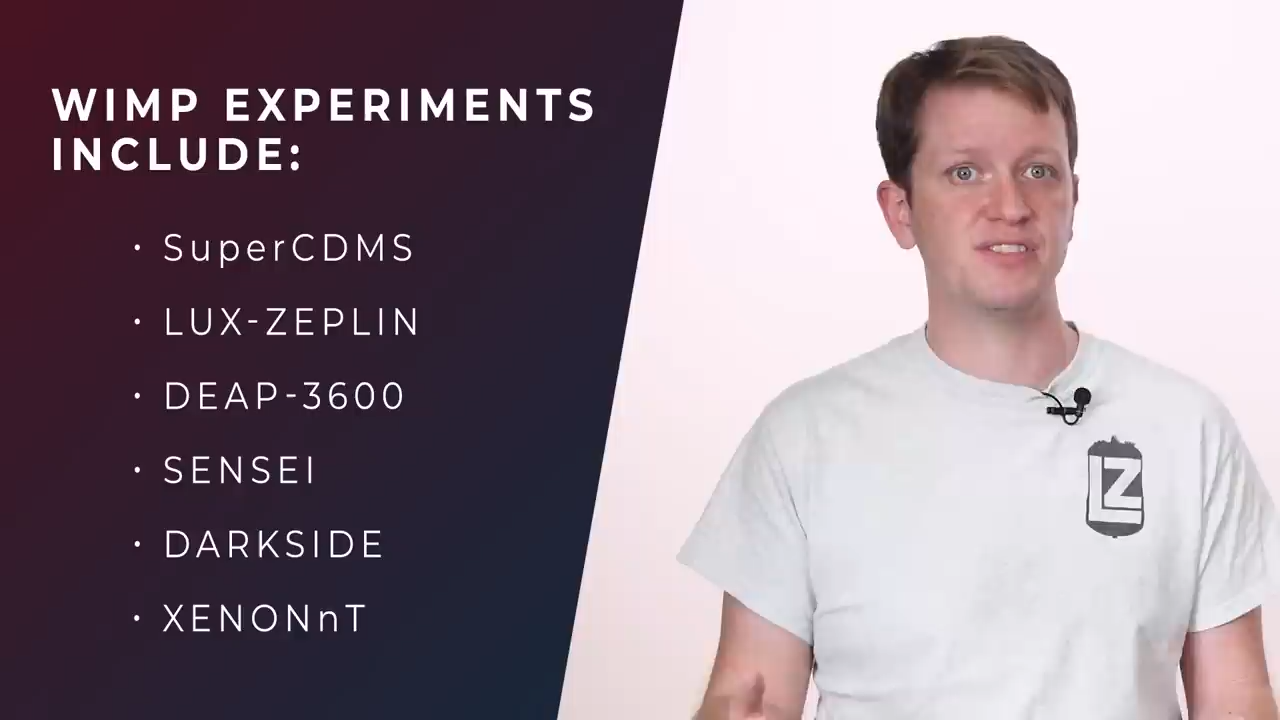 WIMP EXPERIMENTS
INCLUDE:
• SuperCDMS
• LUX-ZEPLIN
• DEAP-3600
• SENSEI
• DARKSIDE
• XENONnT
LZ